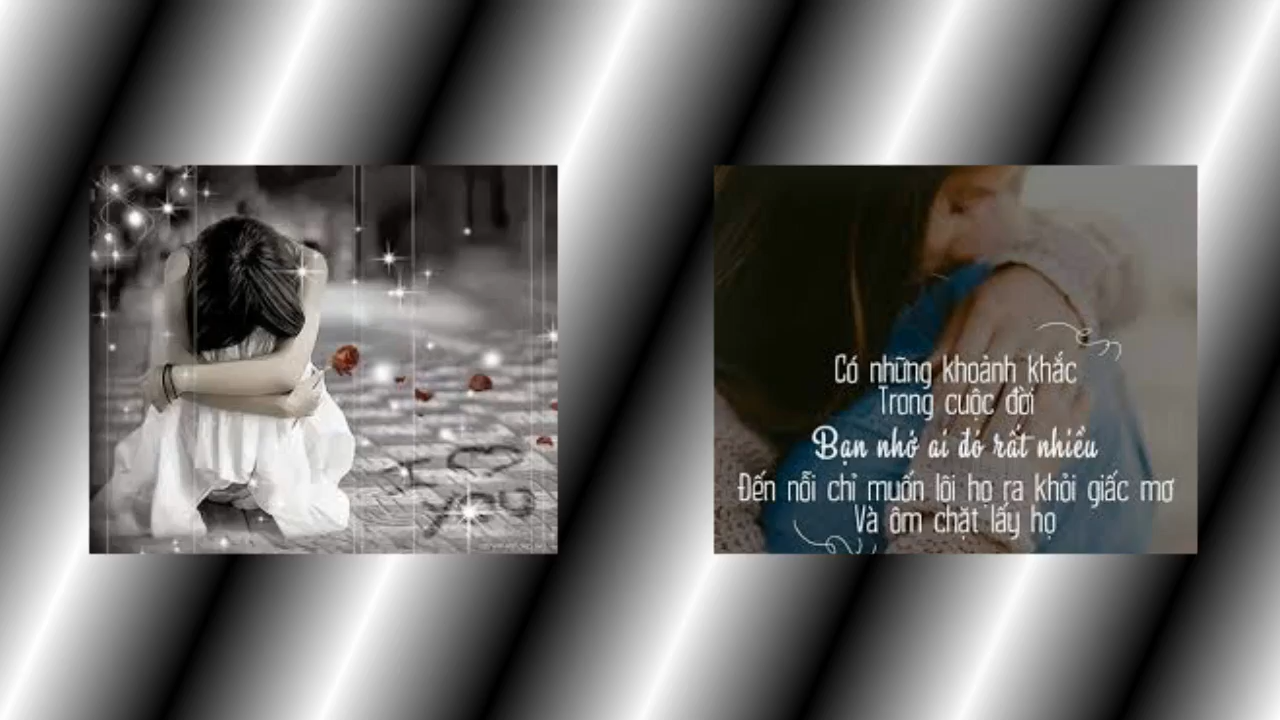 I
YOU
Có những khoảnh khắc
Trong cuộc đời
Bạn nhớ ai đó rất nhiều
Đến nỗi chỉ muốn lôi họ ra khỏi giấc mơ
Và ôm chặt lấy họ